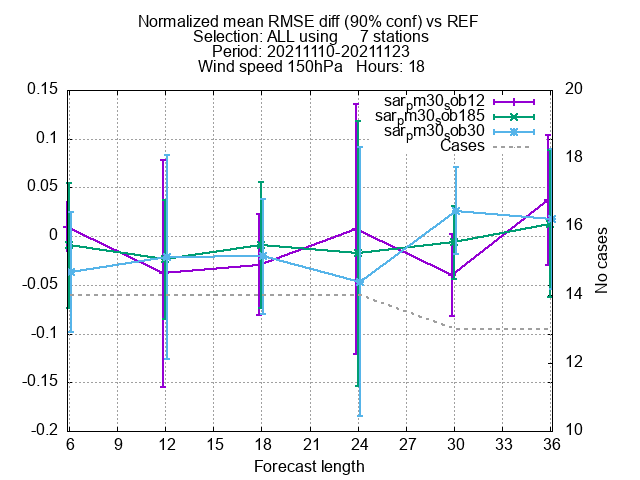 Normalized mean RMSE diff (90% conf) vs REF
Selection: ALL using 7 stations
Period: 20211110-20211123
Wind speed 150hPa Hours: 18
0.15
0.1
0.05
0
-0.05
-0.1
-0.15
-0.2
20
18
16
14
12
10
No cases
sarpm30sob12
sarpm30sob185
sarpm30sob30
Cases
6 9 12 15 18 21 24 27 30 33 36
Forecast length